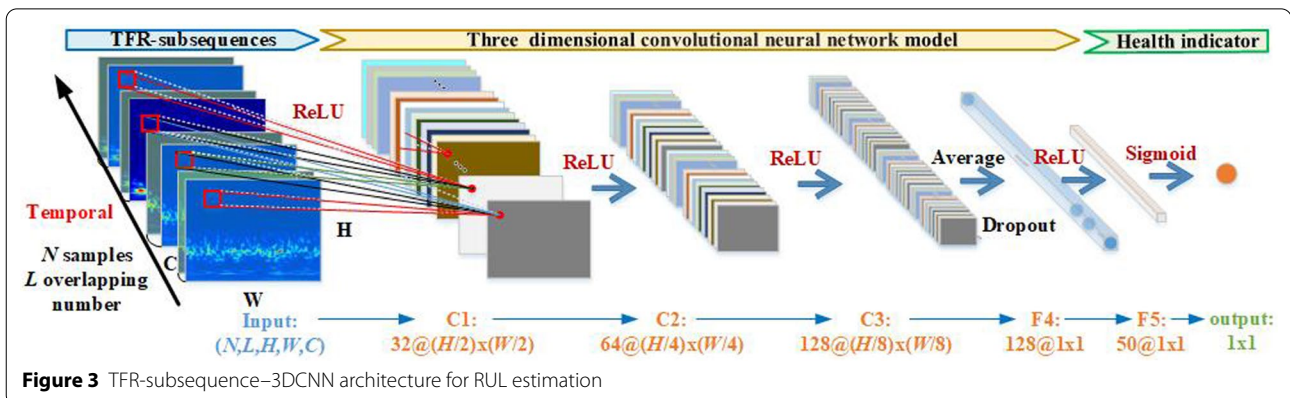 TFR-subsequences
Three dimensional convolutional neural network model
Health indicator
ReLU
ReLU
ReLU
Average
ReLU
Sigmoid
Dropout
Temporal
N samples
L overlapping
number
C
H
W
Input:
(N,L,H,W,C)
C1:
32@(H/2)x(W/2)
C2:
64@(H/4)x(W/4)
C3:
128@(H/8)x(W/8)
F4:
128@1x1
F5:
50@1x1
output:
1x1
Figure 3 TFR-subsequence–3DCNN architecture for RUL estimation